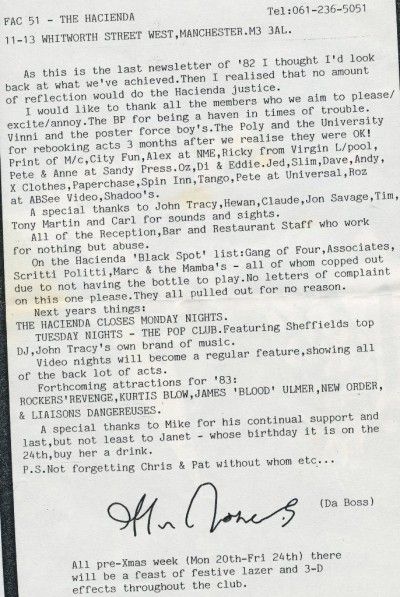 FAC 51 - THE HACIENDA
Tel:061-236-5051
11-13 WHITWORTH STREET WEST,MANCHESTER.M3 3AL.
As this is the last newsletter of '82 I thought I'd look
back at what we've achieved.Then I realised that no amount
of reflection would do the Hacienda justice.
I would like to thank all the members who we aim to please/
excite/annoy.The BP for being a haven in times of trouble.
Vinni and the poster force boy's.The Poly and the University
for rebooking acts 3 months after we realise they were OK!
Print of M/c,City Fun,Alex at NME,Ricky from Virgin L/pool,
Pete & Anne at Sandy Press.Oz,Di & Eddie.Jed,Slim,Dave,Andy,
X Clothes,Paperchase,Spin Inn,Tango,Pete at Universal,Roz
at ABSee Video,Shadoo's.
A special thanks to John Tracy,Hewan,Claude,Jon Savage,Tim,
Tony Martin and Carl for sounds and sights.
All of the Reception,Bar and Restaurant Staff who work
for nothing but abuse.
On the Hacienda 'Black Spot' list:Gang of Four,Associates,
Scritti Politti,Marc & the Mamba's - all of whom copped out
due to not having the bottle to play.No letters of complaint
on this one please.They all pulled out for no reason.
Next years things:
THE HACIENDA CLOSES MONDAY NIGHTS.
TUESDAY NIGHTS - THE POP CLUB.Featuring Sheffields top
DJ,John Tracy's own brand of music.
Video nights will become a regular feature,showing all
of the back lot of acts.
Forthcoming attractions for '83:
ROCKERS'REVENGE,KURTIS BLOW,JAMES 'BLOOD' ULMER,NEW ORDER,
& LIAISONS DANGEREUSES.
A special thanks to Mike for his continual support and
last,but not least to Janet - whose birthday it is on the
24th,buy her a drink.
P.S.Not forgetting Chris & Pat without whom etc...
(Da Boss)
All pre-Xmas week (Mon 20th-Fri 24th) there
will be a feast of festive lazer and 3-D
effects throughout the club.